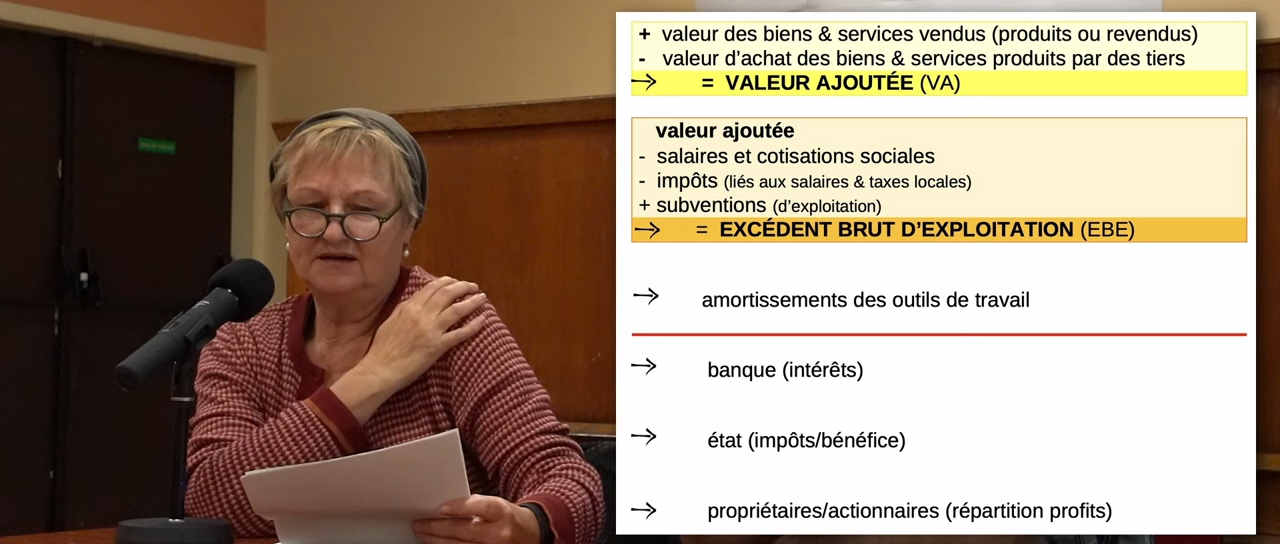 + valeur des biens & services vendus (produits ou revendus)
- valeur d’achat des biens & services produits par des tiers
→ = VALEUR AJOUTÉE (VA)
valeur ajoutée
- salaires et cotisations sociales
- impôts (liés aux salaires & taxes locales)
+ subventions (d’exploitation)
→ = EXCÉDENT BRUT D’EXPLOITATION (EBE)
→ amortissements des outils de travail
→ banque (intérêts)
→ état (impôts/bénéfice)
→ propriétaires/actionnaires (répartition profits)